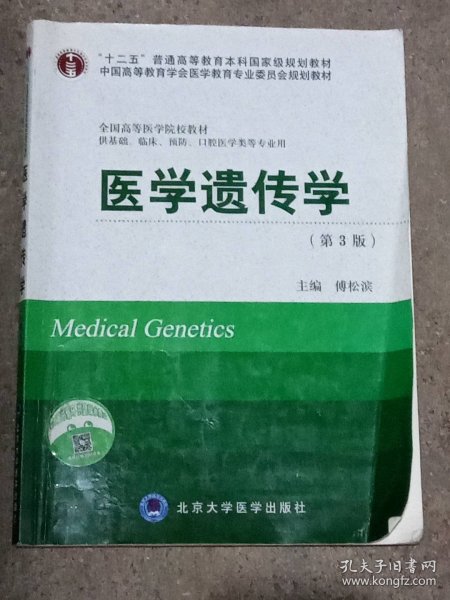 "十二五"普通高等教育本科国家级规划教材
中国高等教育学会医学教育专业委员会规划教材
全国高等医学院校教材
供基础、临床、预防、口腔医学类等专业用
医学遗传学
(第3版)
主编 傅松滨
Medical Genetics
北京大学医学出版社
孔夫子旧书网
www.kongfz.com